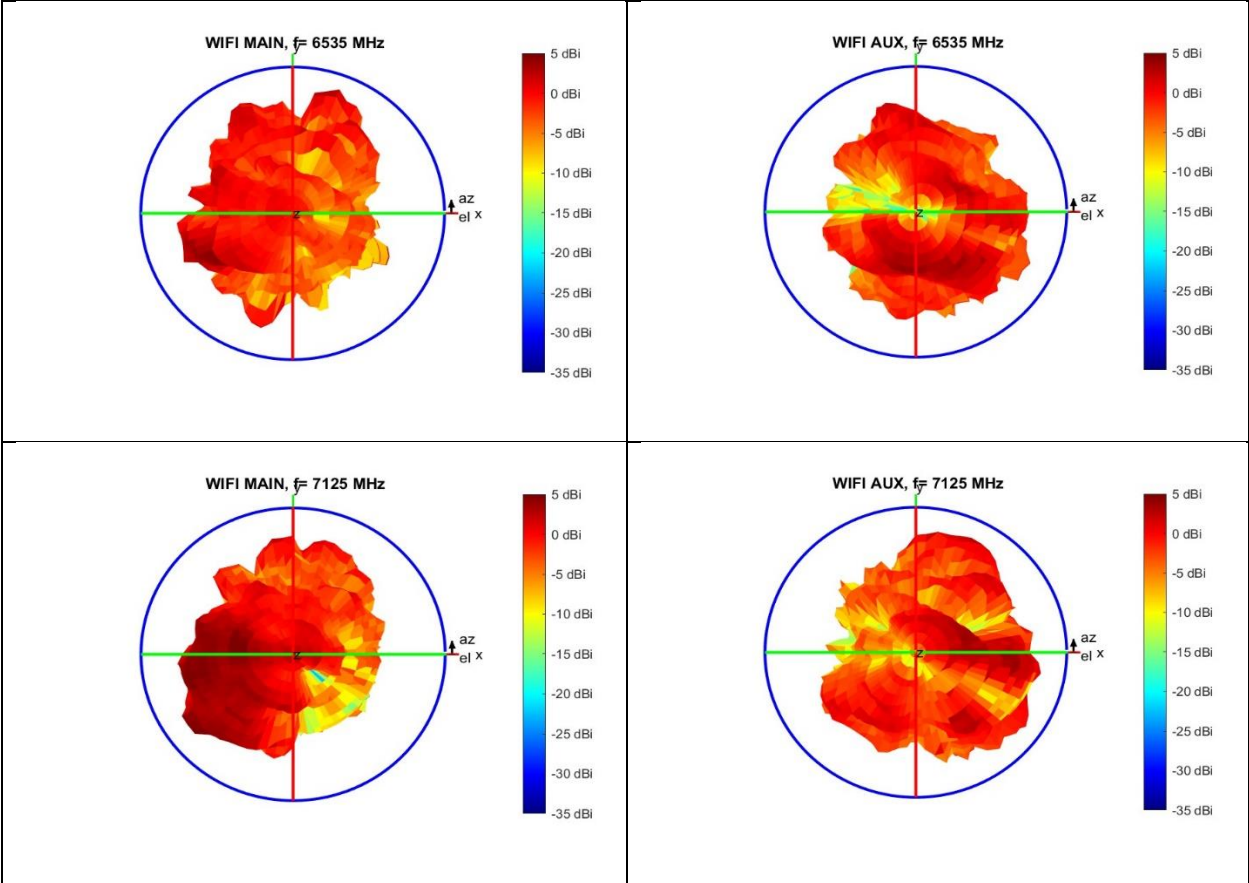 WIFI MAIN, f= 6535 MHz
y
5 dBi
0 dBi
-5 dBi
-10 dBi
-15 dBi
-20 dBi
-25 dBi
-30 dBi
-35 dBi
az
el x
z
WIFI AUX, f= 6535 MHz
y
5 dBi
0 dBi
-5 dBi
-10 dBi
-15 dBi
-20 dBi
-25 dBi
-30 dBi
-35 dBi
az
el x
z
WIFI MAIN, f= 7125 MHz
y
5 dBi
0 dBi
-5 dBi
-10 dBi
-15 dBi
-20 dBi
-25 dBi
-30 dBi
-35 dBi
az
el x
z
WIFI AUX, f= 7125 MHz
y
5 dBi
0 dBi
-5 dBi
-10 dBi
-15 dBi
-20 dBi
-25 dBi
-30 dBi
-35 dBi
az
el x
z